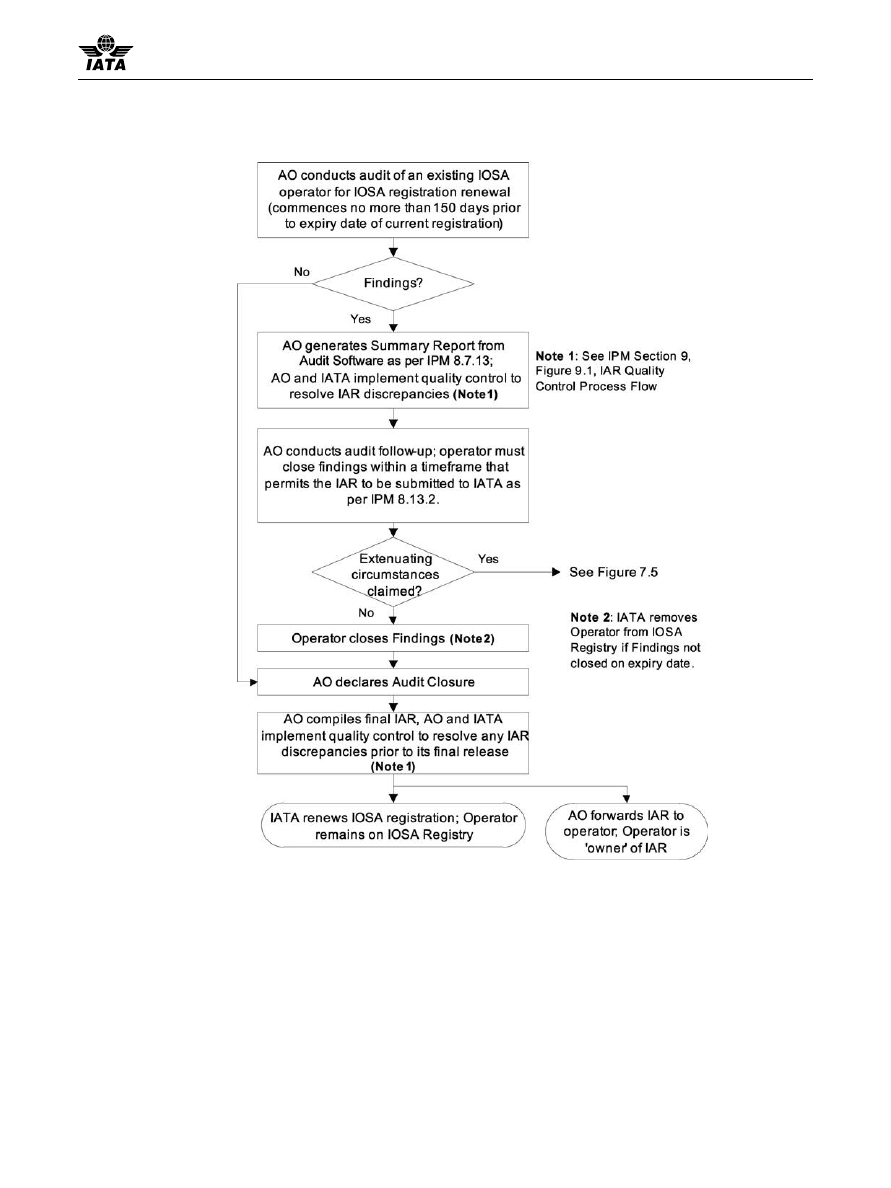 IATA
AO conducts audit of an existing IOSA
operator for IOSA registration renewal
(commences no more than 150 days prior
to expiry date of current registration)
No
Findings?
Yes
AO generates Summary Report from
Audit Software as per IPM 8.7.13;
AO and IATA implement quality control to
resolve IAR discrepancies (Note1)
Note 1: See IPM Section 9,
Figure 9.1, IAR Quality
Control Process Flow
AO conducts audit follow-up; operator must
close findings within a timeframe that
permits the IAR to be submitted to IATA as
per IPM 8.13.2.
Extenuating
circumstances
claimed?
Yes
See Figure 7.5
No
Note 2: IATA removes
Operator from IOSA
Registry if Findings not
closed on expiry date.
Operator closes Findings (Note2)
AO declares Audit Closure
AO compiles final IAR, AO and IATA
implement quality control to resolve any IAR
discrepancies prior to its final release
(Note1)
IATA renews IOSA registration; Operator
remains on IOSA Registry
AO forwards IAR to
operator; Operator is
'owner' of IAR